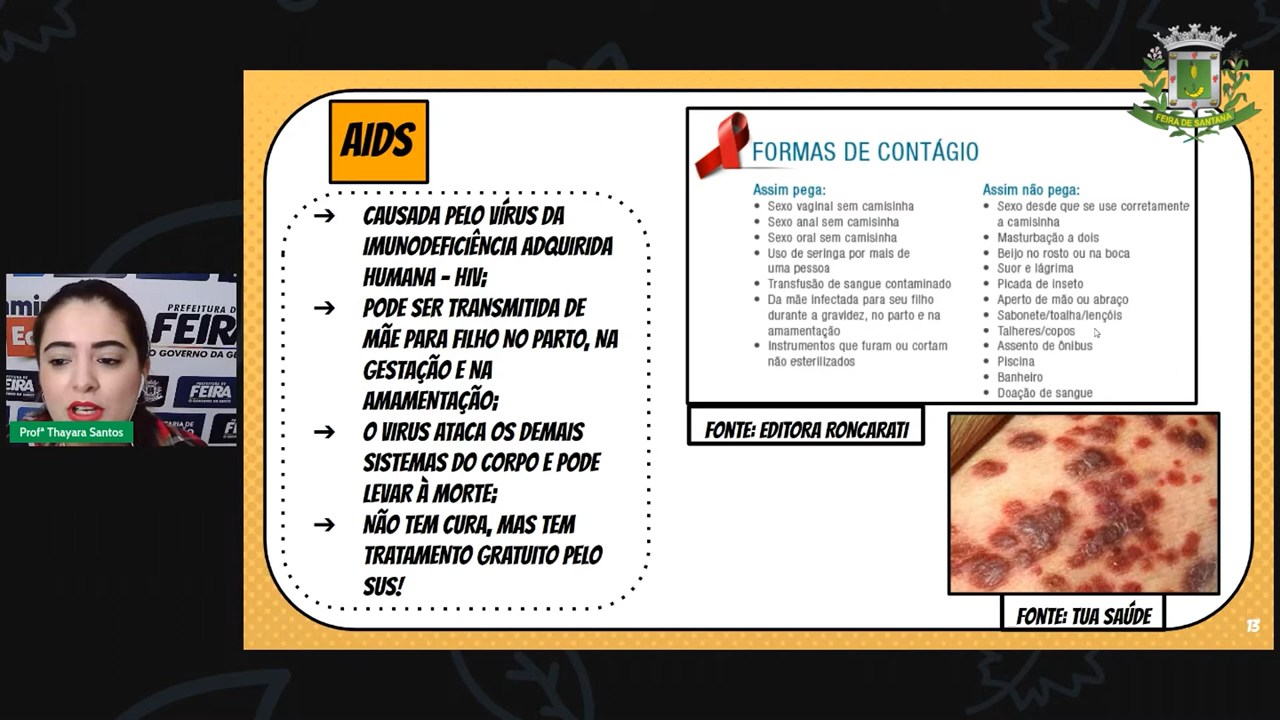 FEIRA DE SANTANA
AIDS
➔ CAUSADA PELO VÍRUS DA
IMUNODEFICIÊNCIA ADQUIRIDA
HUMANA - HIV;
➔ PODE SER TRANSMITIDA DE
MÃE PARA FILHO NO PARTO, NA
GESTAÇÃO E NA
AMAMENTAÇÃO;
➔ O VIRUS ATACA OS DEMAIS
SISTEMAS DO CORPO E PODE
LEVAR À MORTE;
➔ NÃO TEM CURA, MAS TEM
TRATAMENTO GRATUITO PELO
SUS!
FORMAS DE CONTÁGIO
Assim pega:
• Sexo vaginal sem camisinha
• Sexo anal sem camisinha
• Sexo oral sem camisinha
• Uso de seringa por mais de
uma pessoa
• Transfusão de sangue contaminado
• Da mãe infectada para seu filho
durante a gravidez, no parto e na
amamentação
• Instrumentos que furam ou cortam
não esterilizados
Assim não pega:
• Sexo desde que se use corretamente
a camisinha
• Masturbação a dois
• Beijo no rosto ou na boca
• Suor e lágrima
• Picada de inseto
• Aperto de mão ou abraço
• Sabonete/toalha/lençóis
• Talheres/copos
• Assento de ônibus
• Piscina
• Banheiro
• Doação de sangue
FONTE: EDITORA RONCARATI
FONTE: TUA SAÚDE
13
PREFEITURA DE
FEIRA
O GOVERNO DA
PREFEITURA DE
FEIRA
FEIRA
Profª Thayara Santos